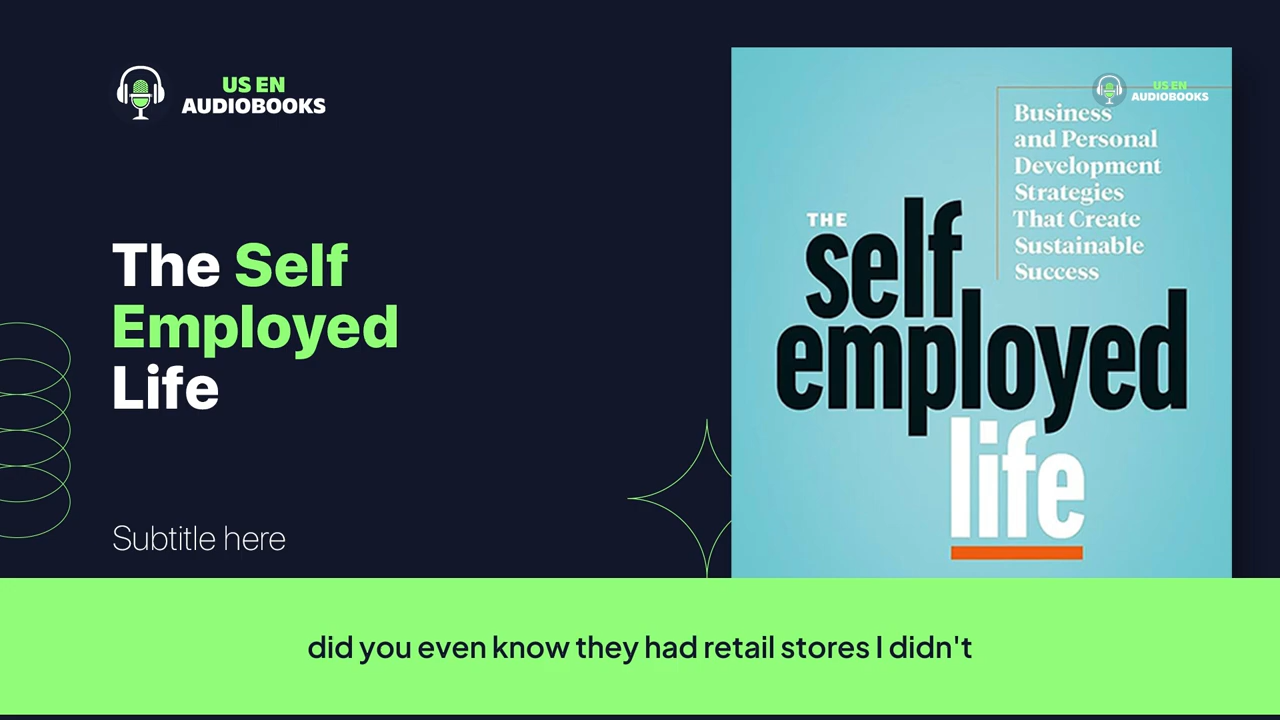 US EN
AUDIOBOOKS
The Self
Employed
Life
Subtitle here
US EN
AUDIOBOOKS
Business
and Personal
Development
Strategies
That Create
Sustainable
Success
THE
self
employed
life
did you even know they had retail stores I didn't